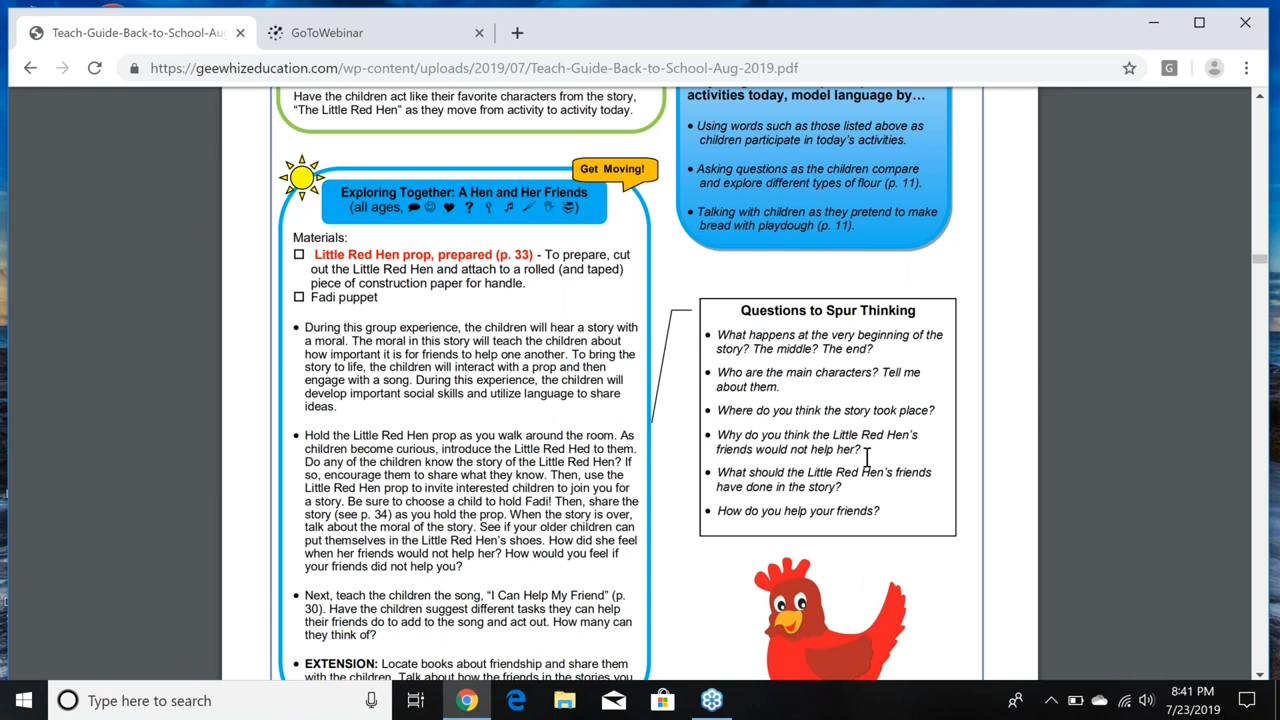 Teach-Guide-Back-to-School-Au
GoToWebinar
https://geewhizeducation.com/wp-content/uploads/2019/07/Teach-Guide-Back-to-School-Aug-2019.pdf
G
Have the children act like their favorite characters from the story,
“The Little Red Hen” as they move from activity to activity today.
Get Moving!
Exploring Together: A Hen and Her Friends
(all ages, ?)
Materials:
Little Red Hen prop, prepared (p. 33) - To prepare, cut
out the Little Red Hen and attach to a rolled (and taped)
piece of construction paper for handle.
Fadi puppet
• During this group experience, the children will hear a story with
a moral. The moral in this story will teach the children about
how important it is for friends to help one another. To bring the
story to life, the children will interact with a prop and then
engage with a song. During this experience, the children will
develop important social skills and utilize language to share
ideas.
• Hold the Little Red Hen prop as you walk around the room. As
children become curious, introduce the Little Red Hed to them.
Do any of the children know the story of the Little Red Hen? If
so, encourage them to share what they know. Then, use the
Little Red Hen prop to invite interested children to join you for
a story. Be sure to choose a child to hold Fadi! Then, share the
story (see p. 34) as you hold the prop. When the story is over,
talk about the moral of the story. See if your older children can
put themselves in the Little Red Hen’s shoes. How did she feel
when her friends would not help her? How would you feel if
your friends did not help you?
• Next, teach the children the song, “I Can Help My Friend” (p.
30). Have the children suggest different tasks they can help
their friends do to add to the song and act out. How many can
they think of?
• EXTENSION: Locate books about friendship and share them
with the children. Talk about how the friends in the stories you
activities today, model language by…
• Using words such as those listed above as
children participate in today’s activities.
• Asking questions as the children compare
and explore different types of flour (p. 11).
• Talking with children as they pretend to make
bread with playdough (p. 11).
Questions to Spur Thinking
• What happens at the very beginning of the
story? The middle? The end?
• Who are the main characters? Tell me
about them.
• Where do you think the story took place?
• Why do you think the Little Red Hen’s
friends would not help her?
• What should the Little Red Hen’s friends
have done in the story?
• How do you help your friends?
Type here to search
8:41 PM
7/23/2019